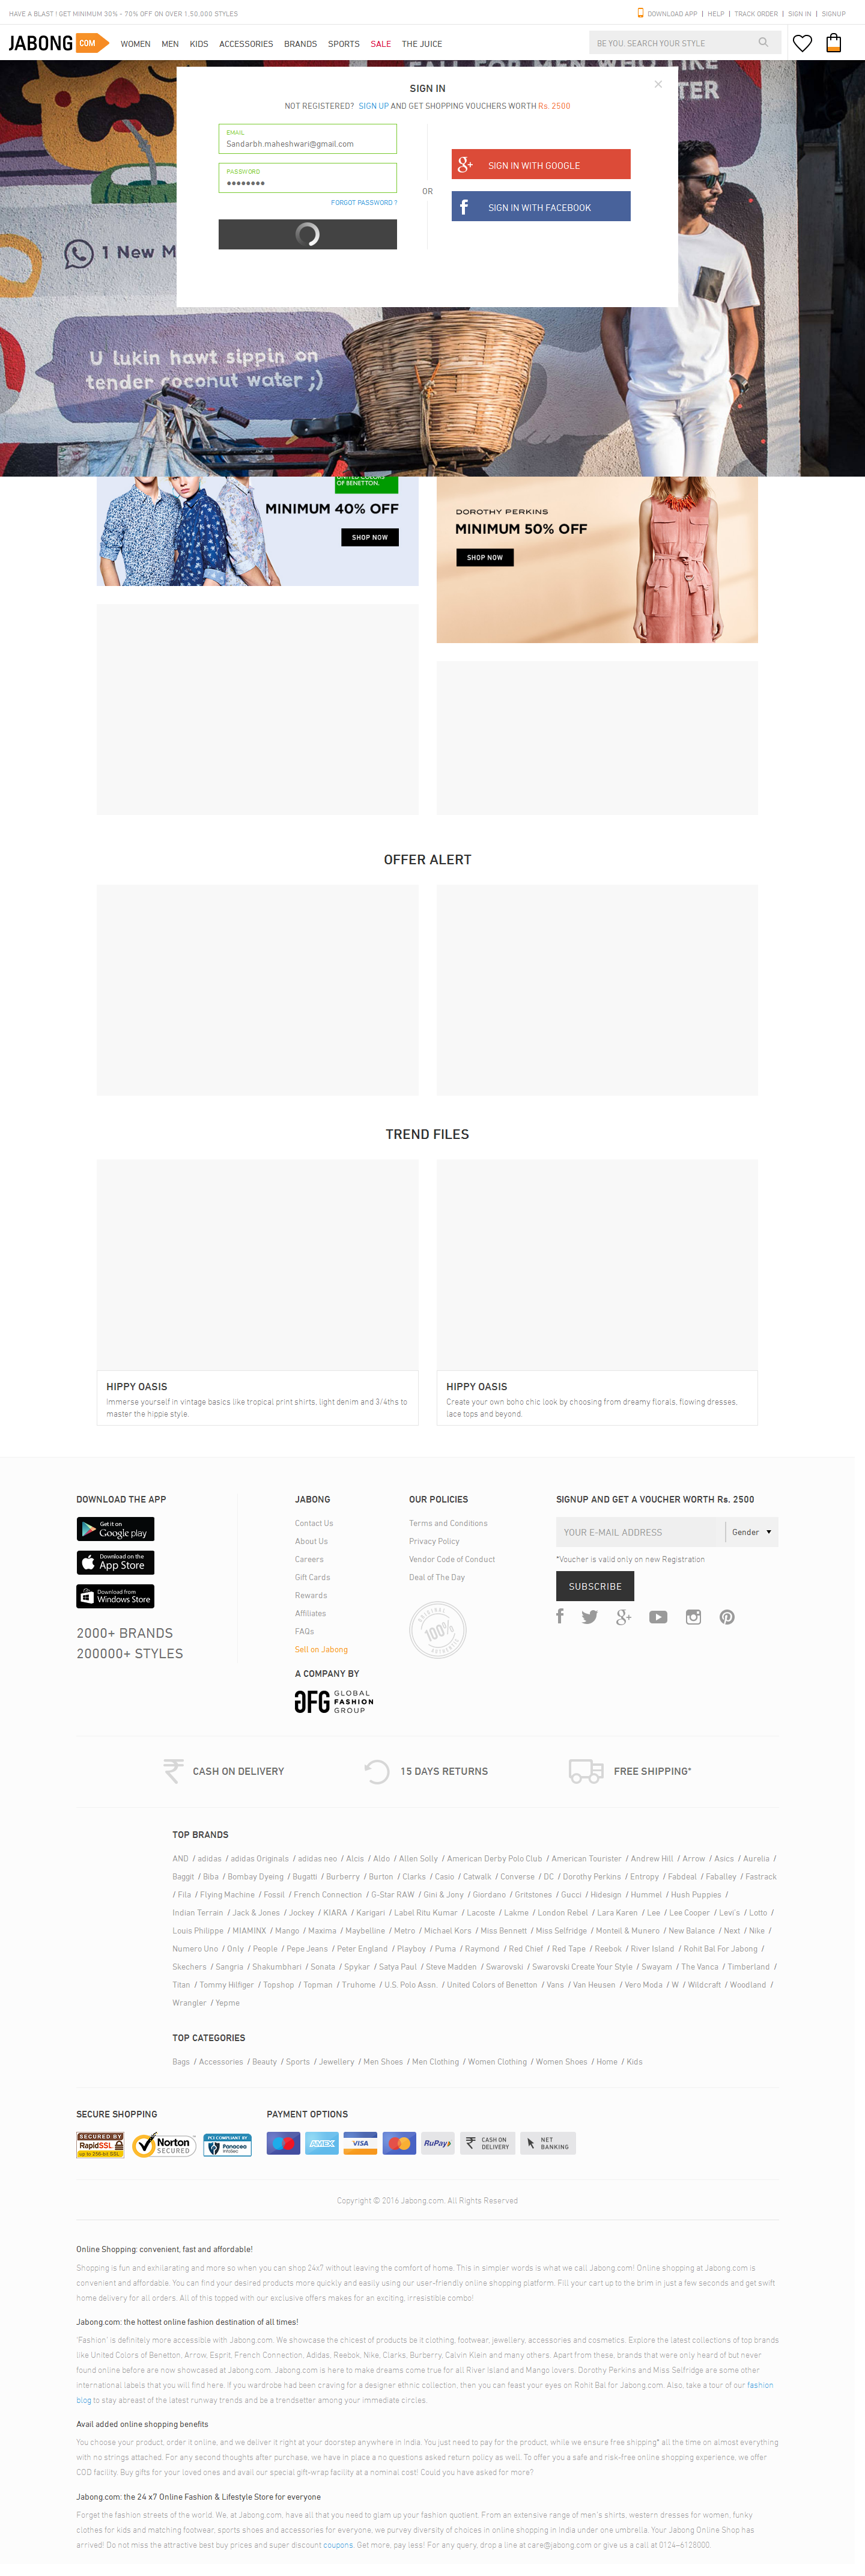 HAVE A BLAST ! GET MINIMUM 30% - 70% OFF ON OVER 1,50,000 STYLES
DOWNLOAD APP | HELP | TRACK ORDER | SIGN IN | SIGNUP
JABONG COM
WOMEN MEN KIDS ACCESSORIES BRANDS SPORTS SALE THE JUICE
BE YOU. SEARCH YOUR STYLE
FALL FOR MEN WHO LIKE
TER
SIGN IN
NOT REGISTERED? SIGN UP AND GET SHOPPING VOUCHERS WORTH Rs. 2500
EMAIL
Sandarbh.maheshwari@gmail.com
PASSWORD
••••••••
FORGOT PASSWORD ?
OR
SIGN IN WITH GOOGLE
SIGN IN WITH FACEBOOK
1 New M
U lukin hawt sippin on
tender coconut water ;)
UNITED COLORS
OF BENETTON.
MINIMUM 40% OFF
SHOP NOW
DOROTHY PERKINS
MINIMUM 50% OFF
SHOP NOW
OFFER ALERT
TREND FILES
HIPPY OASIS
Immerse yourself in vintage basics like tropical print shirts, light denim and 3/4ths to
master the hippie style.
HIPPY OASIS
Create your own boho chic look by choosing from dreamy florals, flowing dresses,
lace tops and beyond.
DOWNLOAD THE APP
Get it on
Google play
Download on the
App Store
Download from
Windows Store
2000+ BRANDS
200000+ STYLES
JABONG
Contact Us
About Us
Careers
Gift Cards
Rewards
Affiliates
FAQs
Sell on Jabong
A COMPANY BY
GFG GLOBAL
FASHION
GROUP
OUR POLICIES
Terms and Conditions
Privacy Policy
Vendor Code of Conduct
Deal of The Day
ORIGINAL
100%
AUTHENTIC
SIGNUP AND GET A VOUCHER WORTH Rs. 2500
YOUR E-MAIL ADDRESS
Gender
*Voucher is valid only on new Registration
SUBSCRIBE
CASH ON DELIVERY
15 DAYS RETURNS
FREE SHIPPING*
TOP BRANDS
AND / adidas / adidas Originals / adidas neo / Alcis / Aldo / Allen Solly / American Derby Polo Club / American Tourister / Andrew Hill / Arrow / Asics / Aurelia /
Baggit / Biba / Bombay Dyeing / Bugatti / Burberry / Burton / Clarks / Casio / Catwalk / Converse / DC / Dorothy Perkins / Entropy / Fabdeal / Faballey / Fastrack
/ Fila / Flying Machine / Fossil / French Connection / G-Star RAW / Gini & Jony / Giordano / Gritstones / Gucci / Hidesign / Hummel / Hush Puppies /
Indian Terrain / Jack & Jones / Jockey / KIARA / Karigari / Label Ritu Kumar / Lacoste / Lakme / London Rebel / Lara Karen / Lee / Lee Cooper / Levi's / Lotto /
Louis Philippe / MIAMINX / Mango / Maxima / Maybelline / Metro / Michael Kors / Miss Bennett / Miss Selfridge / Monteil & Munero / New Balance / Next / Nike /
Numero Uno / Only / People / Pepe Jeans / Peter England / Playboy / Puma / Raymond / Red Chief / Red Tape / Reebok / River Island / Rohit Bal For Jabong /
Skechers / Sangria / Shakumbhari / Sonata / Spykar / Satya Paul / Steve Madden / Swarovski / Swarovski Create Your Style / Swayam / The Vanca / Timberland /
Titan / Tommy Hilfiger / Topshop / Topman / Truhome / U.S. Polo Assn. / United Colors of Benetton / Vans / Van Heusen / Vero Moda / W / Wildcraft / Woodland /
Wrangler / Yepme
TOP CATEGORIES
Bags / Accessories / Beauty / Sports / Jewellery / Men Shoes / Men Clothing / Women Clothing / Women Shoes / Home / Kids
SECURE SHOPPING
SECURED BY
RapidSSL
up to 256-bit SSL
Norton
SECURED
PCI COMPLIANT BY
Panacea
Infosec
PAYMENT OPTIONS
AMEX
VISA
RuPay
CASH ON
DELIVERY
NET
BANKING
Copyright © 2016 Jabong.com. All Rights Reserved
Online Shopping: convenient, fast and affordable!
Shopping is fun and exhilarating and more so when you can shop 24x7 without leaving the comfort of home. This in simpler words is what we call Jabong.com! Online shopping at Jabong.com is
convenient and affordable. You can find your desired products more quickly and easily using our user-friendly online shopping platform. Fill your cart up to the brim in just a few seconds and get swift
home delivery for all orders. All of this topped with our exclusive offers makes for an exciting, irresistible combo!
Jabong.com: the hottest online fashion destination of all times!
'Fashion' is definitely more accessible with Jabong.com. We showcase the chicest of products be it clothing, footwear, jewellery, accessories and cosmetics. Explore the latest collections of top brands
like United Colors of Benetton, Arrow, Esprit, French Connection, Adidas, Reebok, Nike, Clarks, Burberry, Calvin Klein and many others. Apart from these, brands that were only heard of but never
found online before are now showcased at Jabong.com. Jabong.com is here to make dreams come true for all River Island and Mango lovers. Dorothy Perkins and Miss Selfridge are some other
international labels that you will find here. If you wardrobe had been craving for a designer ethnic collection, then you can feast your eyes on Rohit Bal for Jabong.com. Also, take a tour of our fashion
blog to stay abreast of the latest runway trends and be a trendsetter among your immediate circles.
Avail added online shopping benefits
You choose your product, order it online, and we deliver it right at your doorstep anywhere in India. You just need to pay for the product, while we ensure free shipping* all the time on almost everything
with no strings attached. For any second thoughts after purchase, we have in place a no questions asked return policy as well. To offer you a safe and risk-free online shopping experience, we offer
COD facility. Buy gifts for your loved ones and avail our special gift-wrap facility at a nominal cost! Could you have asked for more?
Jabong.com: the 24 x7 Online Fashion & Lifestyle Store for everyone
Forget the fashion streets of the world. We, at Jabong.com, have all that you need to glam up your fashion quotient. From an extensive range of men's shirts, western dresses for women, funky
clothes for kids and matching footwear, sports shoes and accessories for everyone, we purvey diversity of choices in online shopping in India under one umbrella. Your Jabong Online Shop has
arrived! Do not miss the attractive best buy prices and super discount coupons. Get more, pay less! For any query, drop a line at care@jabong.com or give us a call at 0124-6128000.